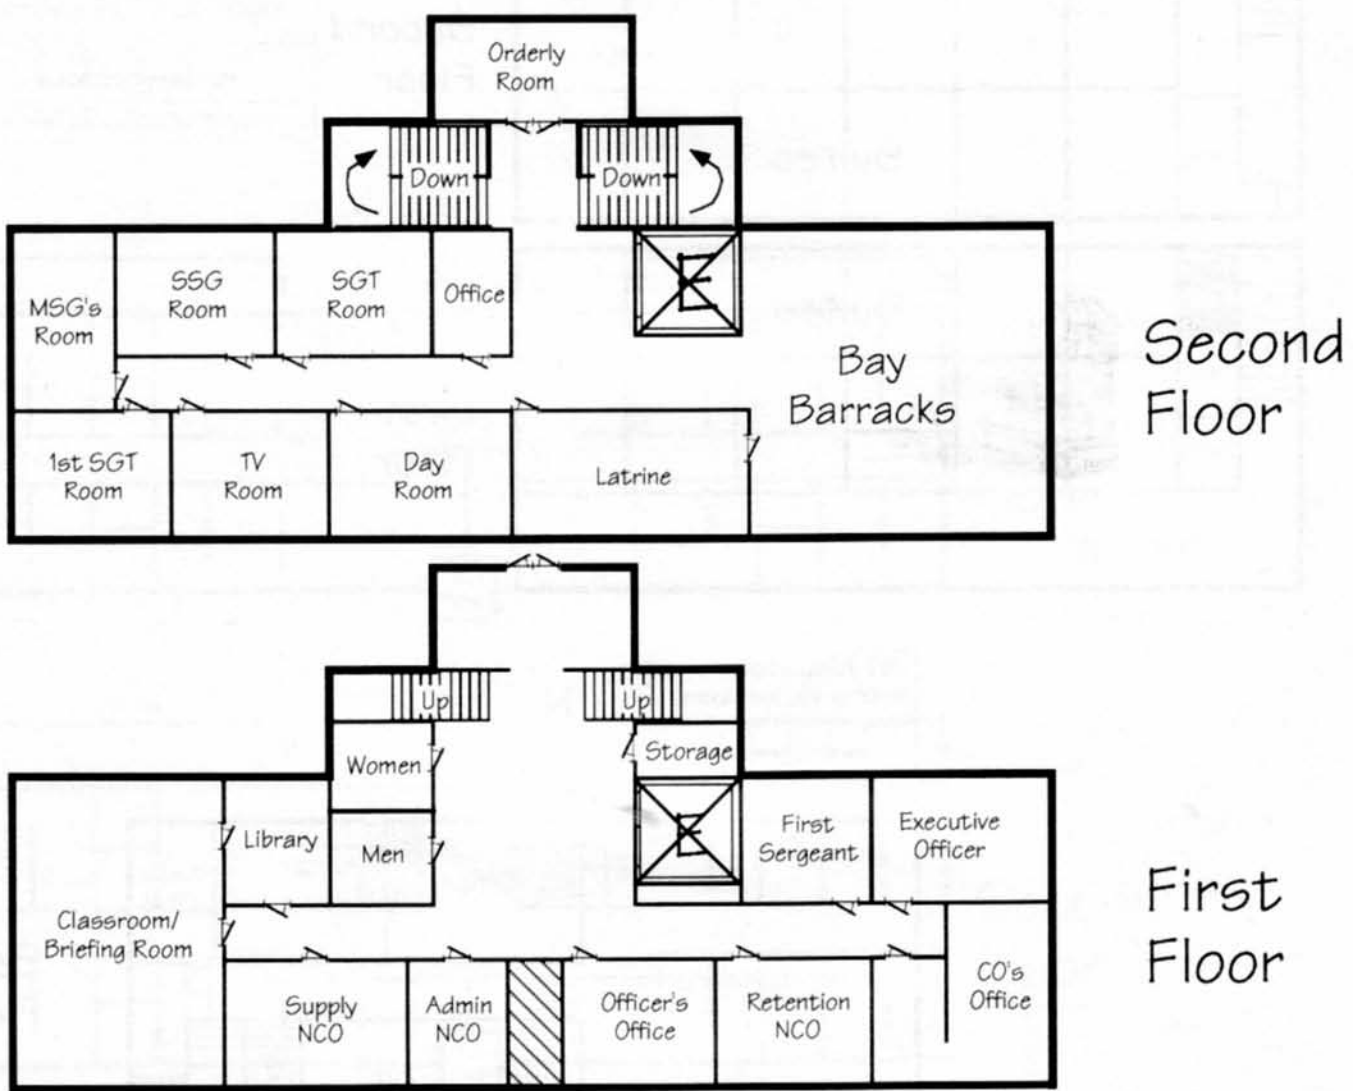 Orderly
Room
Down
Down
MSG's
Room
SSG
Room
SGT
Room
Office
E
Bay
Barracks
Second
Floor
1st SGT
Room
TV
Room
Day
Room
Latrine
Up
Up
Women
Storage
Library
Men
E
First
Sergeant
Executive
Officer
First
Floor
Classroom/
Briefing Room
Supply
NCO
Admin
NCO
Officer's
Office
Retention
NCO
CO's
Office